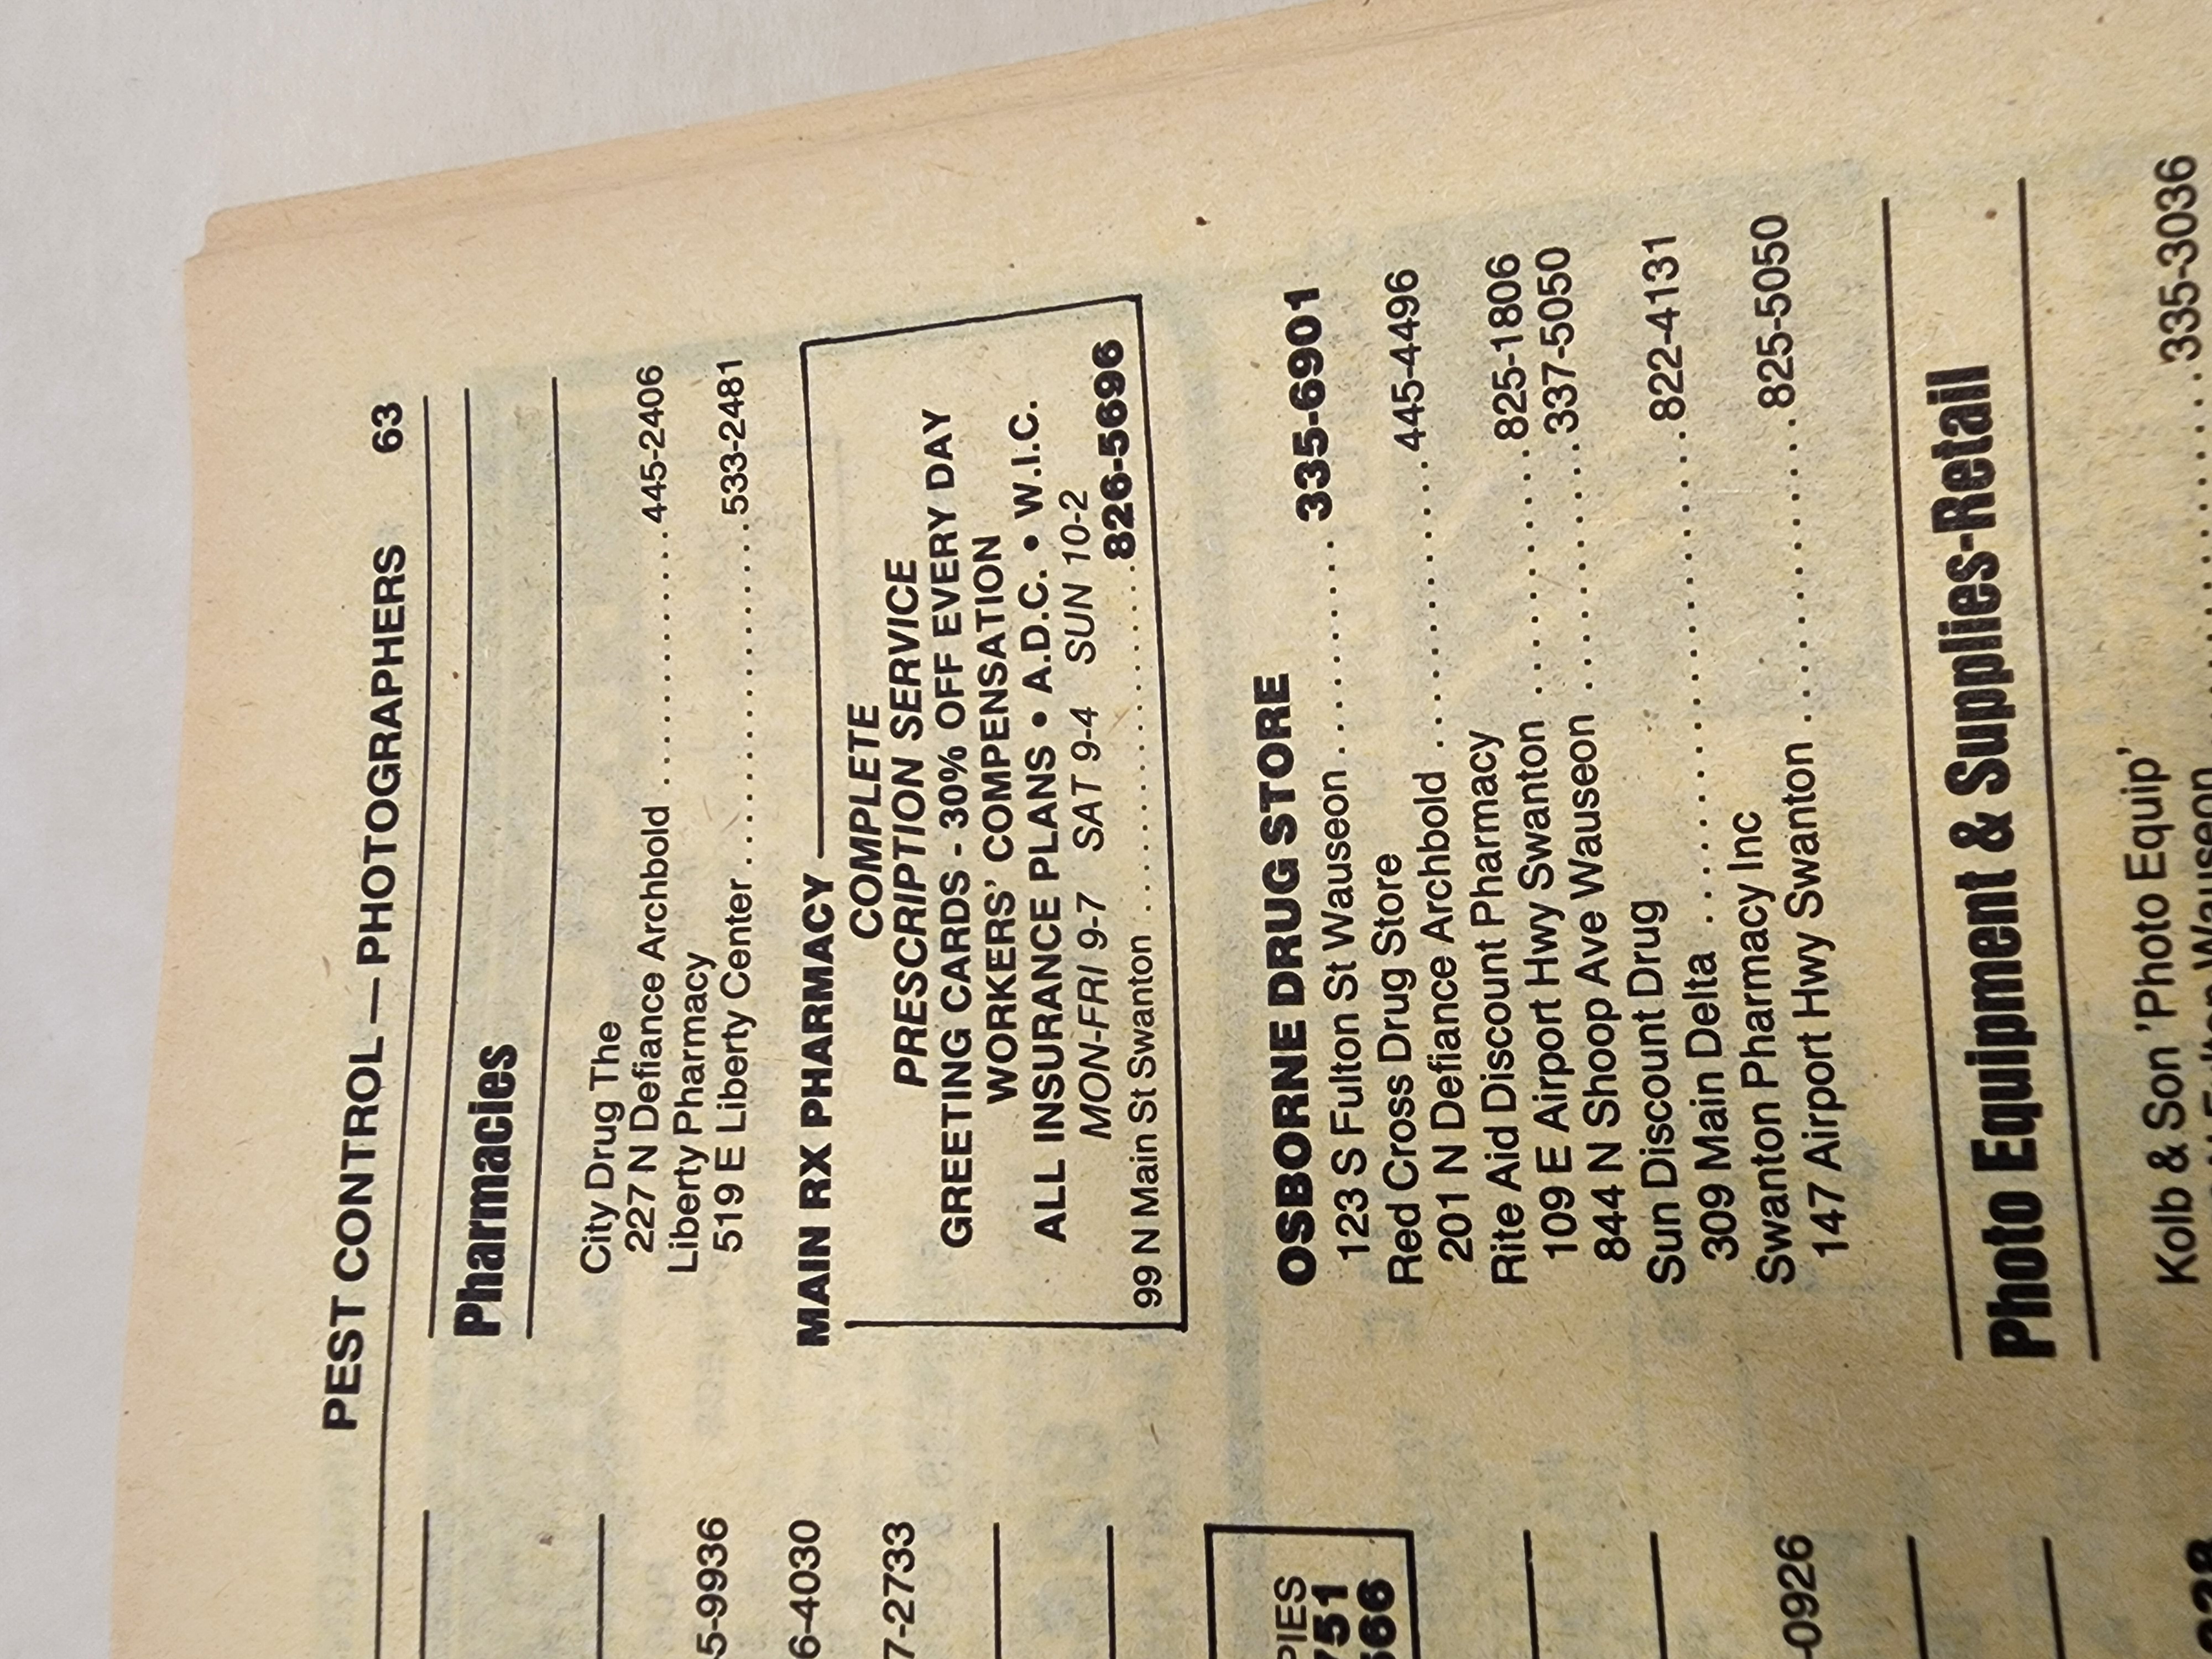 PEST CONTROL — PHOTOGRAPHERS 63
Pharmacies
City Drug The
227 N Defiance Archbold .............. 445-2406
Liberty Pharmacy
519 E Liberty Center .................... 533-2481
MAIN RX PHARMACY
COMPLETE
PRESCRIPTION SERVICE
GREETING CARDS - 30% OFF EVERY DAY
WORKERS' COMPENSATION
ALL INSURANCE PLANS • A.D.C. • W.I.C.
MON-FRI 9-7 SAT 9-4 SUN 10-2
99 N Main St Swanton .................... 826-5696
OSBORNE DRUG STORE
123 S Fulton St Wauseon ............ 335-6901
Red Cross Drug Store
201 N Defiance Archbold .............. 445-4496
Rite Aid Discount Pharmacy
109 E Airport Hwy Swanton ............ 825-1806
844 N Shoop Ave Wauseon ............ 337-5050
Sun Discount Drug
309 Main Delta ........................ 822-4131
Swanton Pharmacy Inc
147 Airport Hwy Swanton .............. 825-5050
Photo Equipment & Supplies-Retail
Kolb & Son 'Photo Equip'
Wauseon .......... 335-3036
5-9936
6-4030
7-2733
PIES
751
566
-0926